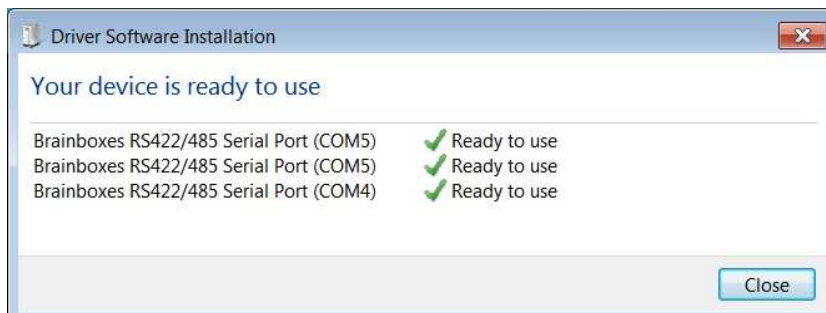 Driver Software Installation
Your device is ready to use
Brainboxes RS422/485 Serial Port (COM5) Ready to use
Brainboxes RS422/485 Serial Port (COM5) Ready to use
Brainboxes RS422/485 Serial Port (COM4) Ready to use
Close